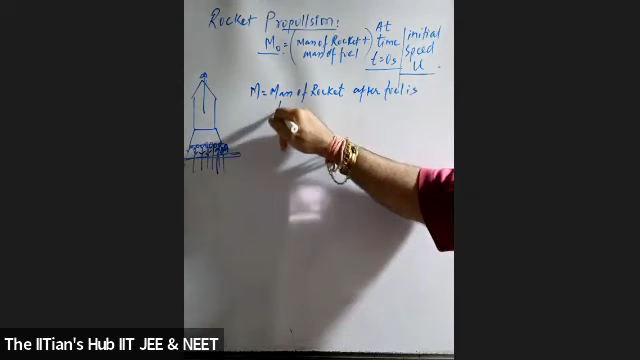 Rocket Propullsion:
M₀ = (Mass of Rocket + Mass of fuel) At time t=0s | initial speed u.
M = Mass of Rocket after fuel is
The IITian's Hub IIT JEE & NEET